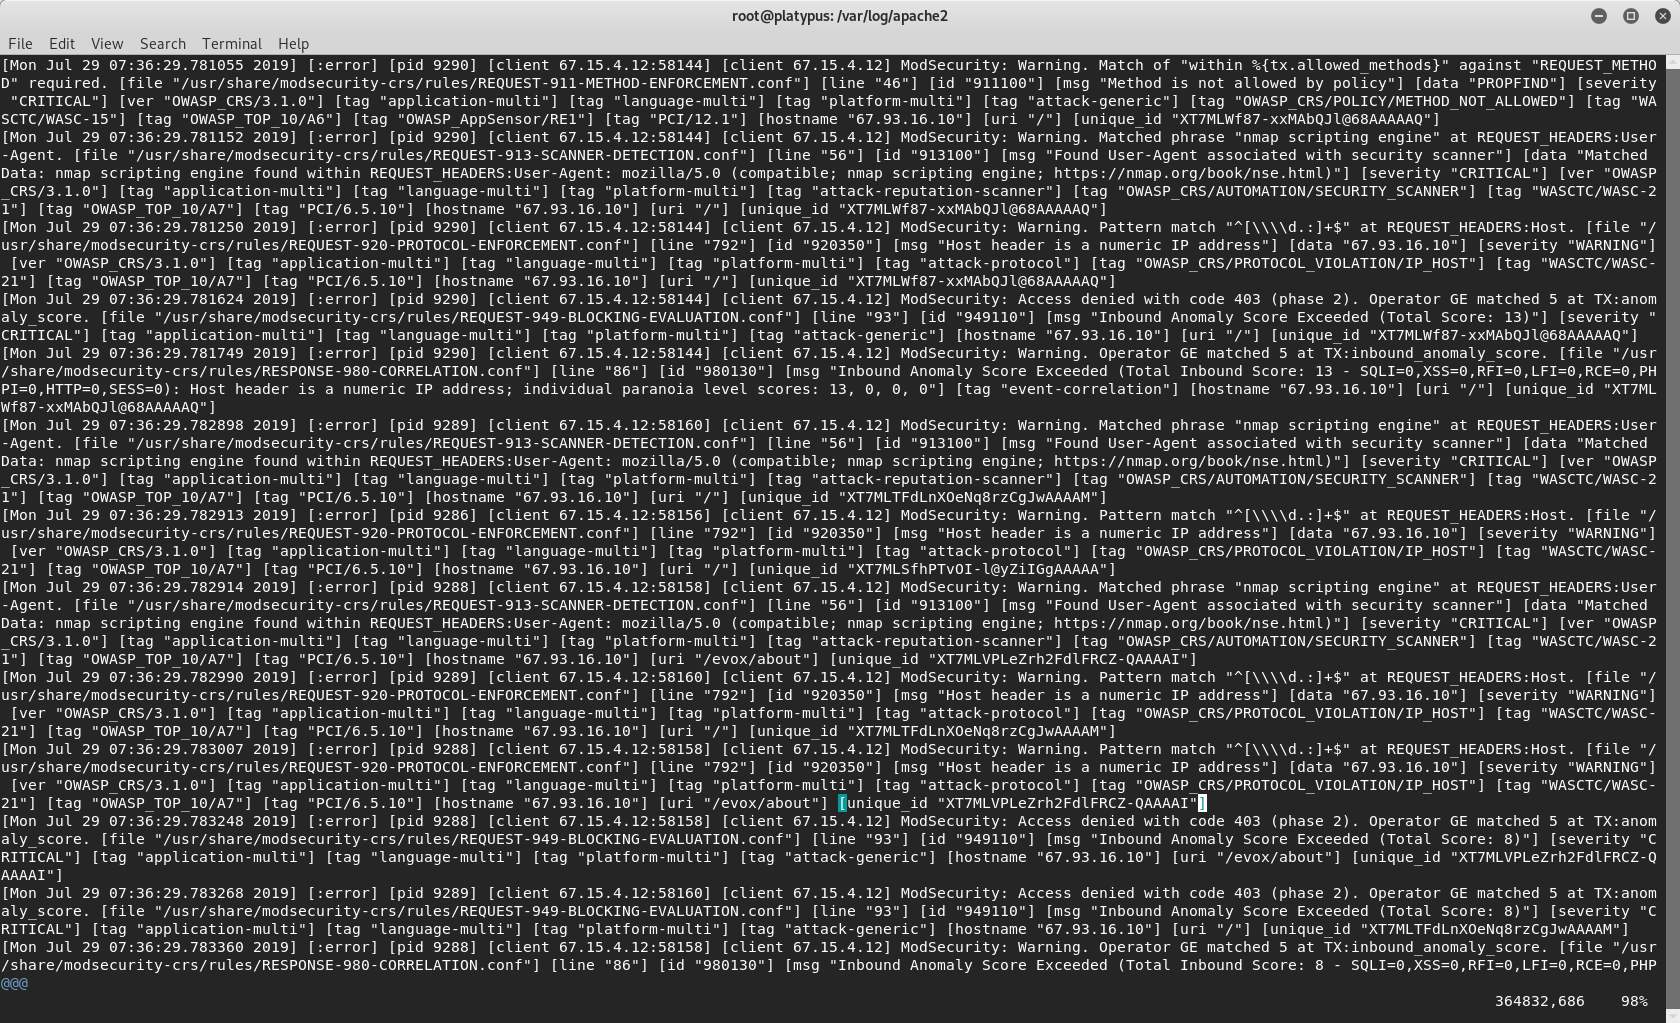 root@platypus: /var/log/apache2
File Edit View Search Terminal Help
[Mon Jul 29 07:36:29.781055 2019] [:error] [pid 9290] [client 67.15.4.12:58144] [client 67.15.4.12] ModSecurity: Warning. Match of "within %{tx.allowed_methods}" against "REQUEST_METHO
D" required. [file "/usr/share/modsecurity-crs/rules/REQUEST-911-METHOD-ENFORCEMENT.conf"] [line "46"] [id "911100"] [msg "Method is not allowed by policy"] [data "PROPFIND"] [severity
"CRITICAL"] [ver "OWASP_CRS/3.1.0"] [tag "application-multi"] [tag "language-multi"] [tag "platform-multi"] [tag "attack-generic"] [tag "OWASP_CRS/POLICY/METHOD_NOT_ALLOWED"] [tag "WA
SCTC/WASC-15"] [tag "OWASP_TOP_10/A6"] [tag "OWASP_AppSensor/RE1"] [tag "PCI/12.1"] [hostname "67.93.16.10"] [uri "/"] [unique_id "XT7MLWf87-xxMAbQJl@68AAAAAQ"]
[Mon Jul 29 07:36:29.781152 2019] [:error] [pid 9290] [client 67.15.4.12:58144] [client 67.15.4.12] ModSecurity: Warning. Matched phrase "nmap scripting engine" at REQUEST_HEADERS:User
-Agent. [file "/usr/share/modsecurity-crs/rules/REQUEST-913-SCANNER-DETECTION.conf"] [line "56"] [id "913100"] [msg "Found User-Agent associated with security scanner"] [data "Matched
Data: nmap scripting engine found within REQUEST_HEADERS:User-Agent: mozilla/5.0 (compatible; nmap scripting engine; https://nmap.org/book/nse.html)"] [severity "CRITICAL"] [ver "OWASP
_CRS/3.1.0"] [tag "application-multi"] [tag "language-multi"] [tag "platform-multi"] [tag "attack-reputation-scanner"] [tag "OWASP_CRS/AUTOMATION/SECURITY_SCANNER"] [tag "WASCTC/WASC-2
1"] [tag "OWASP_TOP_10/A7"] [tag "PCI/6.5.10"] [hostname "67.93.16.10"] [uri "/"] [unique_id "XT7MLWf87-xxMAbQJl@68AAAAAQ"]
[Mon Jul 29 07:36:29.781250 2019] [:error] [pid 9290] [client 67.15.4.12:58144] [client 67.15.4.12] ModSecurity: Warning. Pattern match "^[\\\\d.:]+$" at REQUEST_HEADERS:Host. [file "/
usr/share/modsecurity-crs/rules/REQUEST-920-PROTOCOL-ENFORCEMENT.conf"] [line "792"] [id "920350"] [msg "Host header is a numeric IP address"] [data "67.93.16.10"] [severity "WARNING"]
[ver "OWASP_CRS/3.1.0"] [tag "application-multi"] [tag "language-multi"] [tag "platform-multi"] [tag "attack-protocol"] [tag "OWASP_CRS/PROTOCOL_VIOLATION/IP_HOST"] [tag "WASCTC/WASC-
21"] [tag "OWASP_TOP_10/A7"] [tag "PCI/6.5.10"] [hostname "67.93.16.10"] [uri "/"] [unique_id "XT7MLWf87-xxMAbQJl@68AAAAAQ"]
[Mon Jul 29 07:36:29.781624 2019] [:error] [pid 9290] [client 67.15.4.12:58144] [client 67.15.4.12] ModSecurity: Access denied with code 403 (phase 2). Operator GE matched 5 at TX:anom
aly_score. [file "/usr/share/modsecurity-crs/rules/REQUEST-949-BLOCKING-EVALUATION.conf"] [line "93"] [id "949110"] [msg "Inbound Anomaly Score Exceeded (Total Score: 13)"] [severity "
CRITICAL"] [tag "application-multi"] [tag "language-multi"] [tag "platform-multi"] [tag "attack-generic"] [hostname "67.93.16.10"] [uri "/"] [unique_id "XT7MLWf87-xxMAbQJl@68AAAAAQ"]
[Mon Jul 29 07:36:29.781749 2019] [:error] [pid 9290] [client 67.15.4.12:58144] [client 67.15.4.12] ModSecurity: Warning. Operator GE matched 5 at TX:inbound_anomaly_score. [file "/usr
/share/modsecurity-crs/rules/RESPONSE-980-CORRELATION.conf"] [line "86"] [id "980130"] [msg "Inbound Anomaly Score Exceeded (Total Inbound Score: 13 - SQLI=0,XSS=0,RFI=0,LFI=0,RCE=0,PH
PI=0,HTTP=0,SESS=0): Host header is a numeric IP address; individual paranoia level scores: 13, 0, 0, 0"] [tag "event-correlation"] [hostname "67.93.16.10"] [uri "/"] [unique_id "XT7ML
Wf87-xxMAbQJl@68AAAAAQ"]
[Mon Jul 29 07:36:29.782898 2019] [:error] [pid 9289] [client 67.15.4.12:58160] [client 67.15.4.12] ModSecurity: Warning. Matched phrase "nmap scripting engine" at REQUEST_HEADERS:User
-Agent. [file "/usr/share/modsecurity-crs/rules/REQUEST-913-SCANNER-DETECTION.conf"] [line "56"] [id "913100"] [msg "Found User-Agent associated with security scanner"] [data "Matched
Data: nmap scripting engine found within REQUEST_HEADERS:User-Agent: mozilla/5.0 (compatible; nmap scripting engine; https://nmap.org/book/nse.html)"] [severity "CRITICAL"] [ver "OWASP
_CRS/3.1.0"] [tag "application-multi"] [tag "language-multi"] [tag "platform-multi"] [tag "attack-reputation-scanner"] [tag "OWASP_CRS/AUTOMATION/SECURITY_SCANNER"] [tag "WASCTC/WASC-2
1"] [tag "OWASP_TOP_10/A7"] [tag "PCI/6.5.10"] [hostname "67.93.16.10"] [uri "/"] [unique_id "XT7MLTFdLnXOeNq8rzCgJwAAAAM"]
[Mon Jul 29 07:36:29.782913 2019] [:error] [pid 9286] [client 67.15.4.12:58156] [client 67.15.4.12] ModSecurity: Warning. Pattern match "^[\\\\d.:]+$" at REQUEST_HEADERS:Host. [file "/
usr/share/modsecurity-crs/rules/REQUEST-920-PROTOCOL-ENFORCEMENT.conf"] [line "792"] [id "920350"] [msg "Host header is a numeric IP address"] [data "67.93.16.10"] [severity "WARNING"]
[ver "OWASP_CRS/3.1.0"] [tag "application-multi"] [tag "language-multi"] [tag "platform-multi"] [tag "attack-protocol"] [tag "OWASP_CRS/PROTOCOL_VIOLATION/IP_HOST"] [tag "WASCTC/WASC-
21"] [tag "OWASP_TOP_10/A7"] [tag "PCI/6.5.10"] [hostname "67.93.16.10"] [uri "/"] [unique_id "XT7MLSfhPTvOI-l@yZiIGgAAAAA"]
[Mon Jul 29 07:36:29.782914 2019] [:error] [pid 9288] [client 67.15.4.12:58158] [client 67.15.4.12] ModSecurity: Warning. Matched phrase "nmap scripting engine" at REQUEST_HEADERS:User
-Agent. [file "/usr/share/modsecurity-crs/rules/REQUEST-913-SCANNER-DETECTION.conf"] [line "56"] [id "913100"] [msg "Found User-Agent associated with security scanner"] [data "Matched
Data: nmap scripting engine found within REQUEST_HEADERS:User-Agent: mozilla/5.0 (compatible; nmap scripting engine; https://nmap.org/book/nse.html)"] [severity "CRITICAL"] [ver "OWASP
_CRS/3.1.0"] [tag "application-multi"] [tag "language-multi"] [tag "platform-multi"] [tag "attack-reputation-scanner"] [tag "OWASP_CRS/AUTOMATION/SECURITY_SCANNER"] [tag "WASCTC/WASC-2
1"] [tag "OWASP_TOP_10/A7"] [tag "PCI/6.5.10"] [hostname "67.93.16.10"] [uri "/evox/about"] [unique_id "XT7MLVPLeZrh2FdlFRCZ-QAAAAI"]
[Mon Jul 29 07:36:29.782990 2019] [:error] [pid 9289] [client 67.15.4.12:58160] [client 67.15.4.12] ModSecurity: Warning. Pattern match "^[\\\\d.:]+$" at REQUEST_HEADERS:Host. [file "/
usr/share/modsecurity-crs/rules/REQUEST-920-PROTOCOL-ENFORCEMENT.conf"] [line "792"] [id "920350"] [msg "Host header is a numeric IP address"] [data "67.93.16.10"] [severity "WARNING"]
[ver "OWASP_CRS/3.1.0"] [tag "application-multi"] [tag "language-multi"] [tag "platform-multi"] [tag "attack-protocol"] [tag "OWASP_CRS/PROTOCOL_VIOLATION/IP_HOST"] [tag "WASCTC/WASC-
21"] [tag "OWASP_TOP_10/A7"] [tag "PCI/6.5.10"] [hostname "67.93.16.10"] [uri "/"] [unique_id "XT7MLTFdLnXOeNq8rzCgJwAAAAM"]
[Mon Jul 29 07:36:29.783007 2019] [:error] [pid 9288] [client 67.15.4.12:58158] [client 67.15.4.12] ModSecurity: Warning. Pattern match "^[\\\\d.:]+$" at REQUEST_HEADERS:Host. [file "/
usr/share/modsecurity-crs/rules/REQUEST-920-PROTOCOL-ENFORCEMENT.conf"] [line "792"] [id "920350"] [msg "Host header is a numeric IP address"] [data "67.93.16.10"] [severity "WARNING"]
[ver "OWASP_CRS/3.1.0"] [tag "application-multi"] [tag "language-multi"] [tag "platform-multi"] [tag "attack-protocol"] [tag "OWASP_CRS/PROTOCOL_VIOLATION/IP_HOST"] [tag "WASCTC/WASC-
21"] [tag "OWASP_TOP_10/A7"] [tag "PCI/6.5.10"] [hostname "67.93.16.10"] [uri "/evox/about"] [unique_id "XT7MLVPLeZrh2FdlFRCZ-QAAAAI"]
[Mon Jul 29 07:36:29.783248 2019] [:error] [pid 9288] [client 67.15.4.12:58158] [client 67.15.4.12] ModSecurity: Access denied with code 403 (phase 2). Operator GE matched 5 at TX:anom
aly_score. [file "/usr/share/modsecurity-crs/rules/REQUEST-949-BLOCKING-EVALUATION.conf"] [line "93"] [id "949110"] [msg "Inbound Anomaly Score Exceeded (Total Score: 8)"] [severity "C
RITICAL"] [tag "application-multi"] [tag "language-multi"] [tag "platform-multi"] [tag "attack-generic"] [hostname "67.93.16.10"] [uri "/evox/about"] [unique_id "XT7MLVPLeZrh2FdlFRCZ-Q
AAAAI"]
[Mon Jul 29 07:36:29.783268 2019] [:error] [pid 9289] [client 67.15.4.12:58160] [client 67.15.4.12] ModSecurity: Access denied with code 403 (phase 2). Operator GE matched 5 at TX:anom
aly_score. [file "/usr/share/modsecurity-crs/rules/REQUEST-949-BLOCKING-EVALUATION.conf"] [line "93"] [id "949110"] [msg "Inbound Anomaly Score Exceeded (Total Score: 8)"] [severity "C
RITICAL"] [tag "application-multi"] [tag "language-multi"] [tag "platform-multi"] [tag "attack-generic"] [hostname "67.93.16.10"] [uri "/"] [unique_id "XT7MLTFdLnXOeNq8rzCgJwAAAAM"]
[Mon Jul 29 07:36:29.783360 2019] [:error] [pid 9288] [client 67.15.4.12:58158] [client 67.15.4.12] ModSecurity: Warning. Operator GE matched 5 at TX:inbound_anomaly_score. [file "/usr
/share/modsecurity-crs/rules/RESPONSE-980-CORRELATION.conf"] [line "86"] [id "980130"] [msg "Inbound Anomaly Score Exceeded (Total Inbound Score: 8 - SQLI=0,XSS=0,RFI=0,LFI=0,RCE=0,PHP
@@@
364832,686 98%